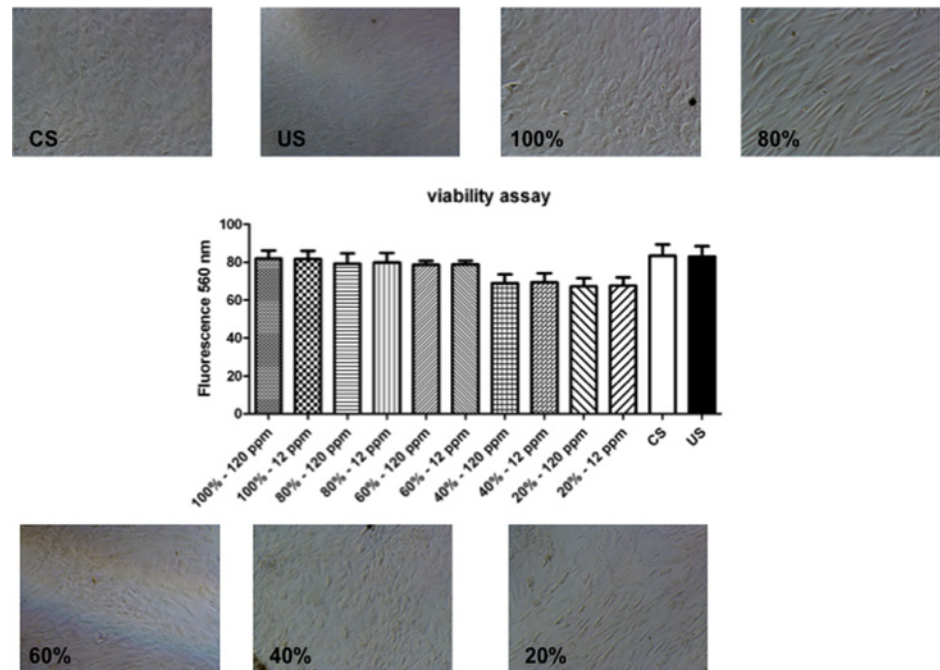 CS
US
100%
80%
viability assay
Fluorescence 560 nm
100
80
60
40
20
0
100% - 120 ppm
100% - 12 ppm
80% - 120 ppm
80% - 12 ppm
60% - 120 ppm
60% - 12 ppm
40% - 120 ppm
40% - 12 ppm
20% - 120 ppm
20% - 12 ppm
CS
US
60%
40%
20%